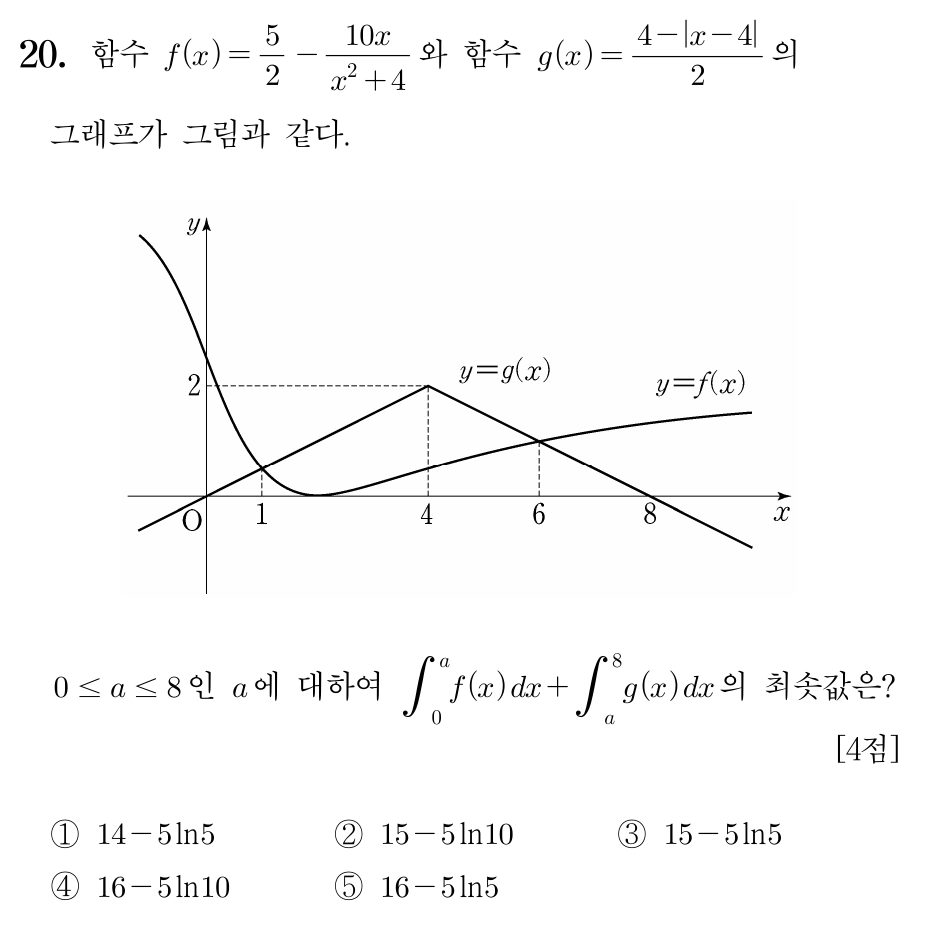 20. 함수 f(x)=5/2-10x/(x²+4)와 함수 g(x)=(4-|x-4|)/2의
그래프가 그림과 같다.
y
y=g(x)
2
y=f(x)
O 1 4 6 8 x
0≤a≤8인 a에 대하여 ∫₀ᵃ f(x)dx+∫ₐ⁸ g(x)dx의 최솟값은?
[4점]
① 14-5ln5 ② 15-5ln10 ③ 15-5ln5
④ 16-5ln10 ⑤ 16-5ln5